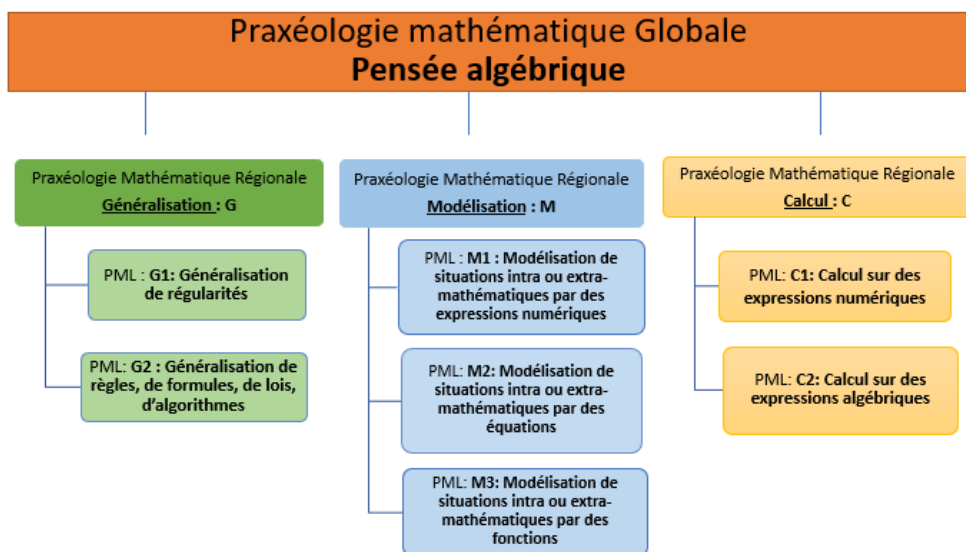 Praxéologie mathématique Globale
Pensée algébrique
Praxéologie Mathématique Régionale
Généralisation : G
PML : G1: Généralisation
de régularités
PML: G2 : Généralisation de
règles, de formules, de lois,
d'algorithmes
Praxéologie Mathématique Régionale
Modélisation : M
PML : M1 : Modélisation de
situations intra ou extra-
mathématiques par des
expressions numériques
PML: M2: Modélisation de
situations intra ou extra-
mathématiques par des
équations
PML: M3: Modélisation de
situations intra ou extra-
mathématiques par des
fonctions
Praxéologie Mathématique Régionale
Calcul : C
PML: C1: Calcul sur des
expressions numériques
PML: C2: Calcul sur des
expressions algébriques